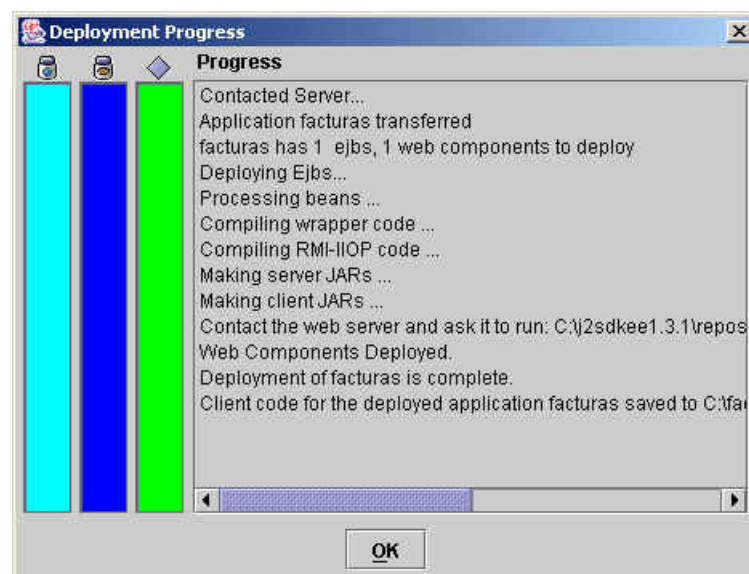 Deployment Progress
Progress
Contacted Server...
Application facturas transferred
facturas has 1  ejbs, 1 web components to deploy
Deploying Ejbs...
Processing beans ...
Compiling wrapper code ...
Compiling RMI-IIOP code ...
Making server JARs ...
Making client JARs ...
Contact the web server and ask it to run: C:\j2sdkee1.3.1\repos
Web Components Deployed.
Deployment of facturas is complete.
Client code for the deployed application facturas saved to C:\fa
OK